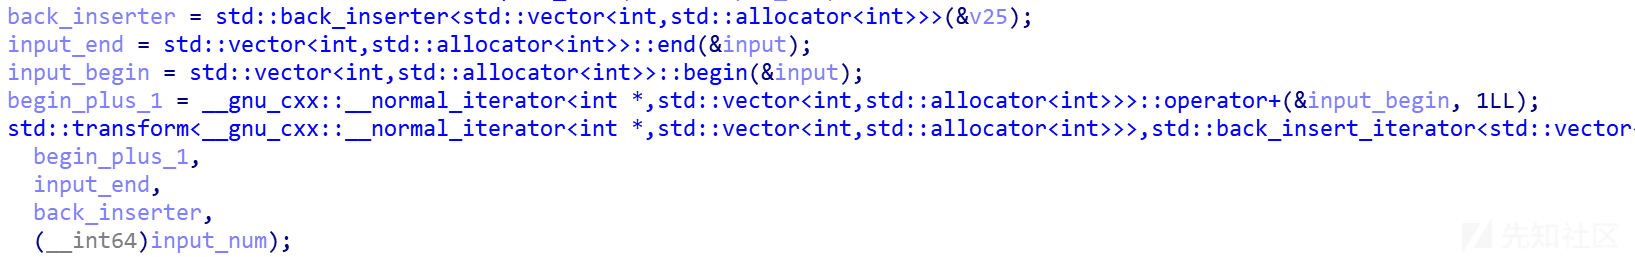 back_inserter = std::back_inserter<std::vector<int,std::allocator<int>>>(&v25);
input_end = std::vector<int,std::allocator<int>>::end(&input);
input_begin = std::vector<int,std::allocator<int>>::begin(&input);
begin_plus_1 = __gnu_cxx::__normal_iterator<int *,std::vector<int,std::allocator<int>>>::operator+(&input_begin, 1LL);
std::transform<__gnu_cxx::__normal_iterator<int *,std::vector<int,std::allocator<int>>>,std::back_insert_iterator<std::vector<
begin_plus_1,
input_end,
back_inserter,
(__int64)input_num);
先知社区